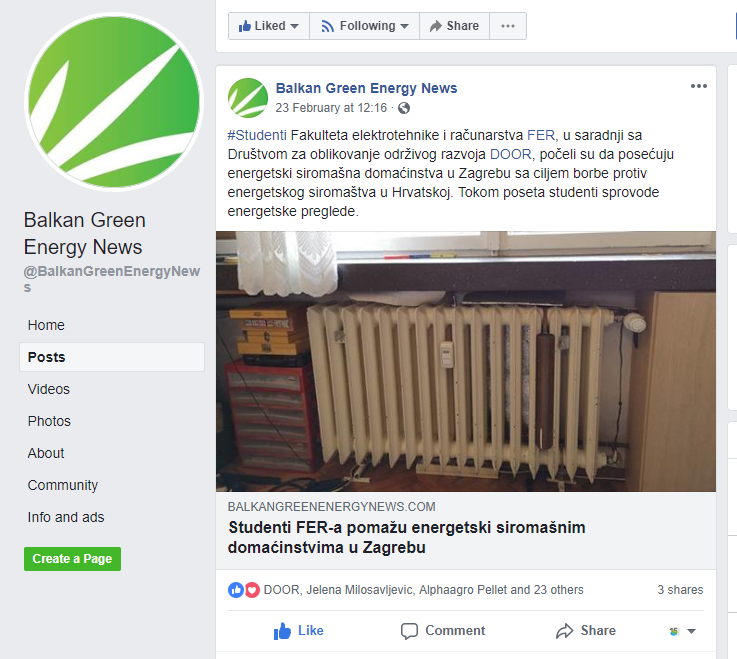 Liked
Following
Share
Balkan Green Energy News
23 February at 12:16 ·
#Studenti Fakulteta elektrotehnike i računarstva FER, u saradnji sa
Društvom za oblikovanje održivog razvoja DOOR, počeli su da posećuju
energetski siromašna domaćinstva u Zagrebu sa ciljem borbe protiv
energetskog siromaštva u Hrvatskoj. Tokom poseta studenti sprovode
energetske preglede.
Balkan Green
Energy News
@BalkanGreenEnergyNew
s
Home
Posts
Videos
Photos
About
Community
Info and ads
Create a Page
BALKANGREENENERGYNEWS.COM
Studenti FER-a pomažu energetski siromašnim
domaćinstvima u Zagrebu
DOOR, Jelena Milosavljevic, Alphaagro Pellet and 23 others
3 shares
Like
Comment
Share